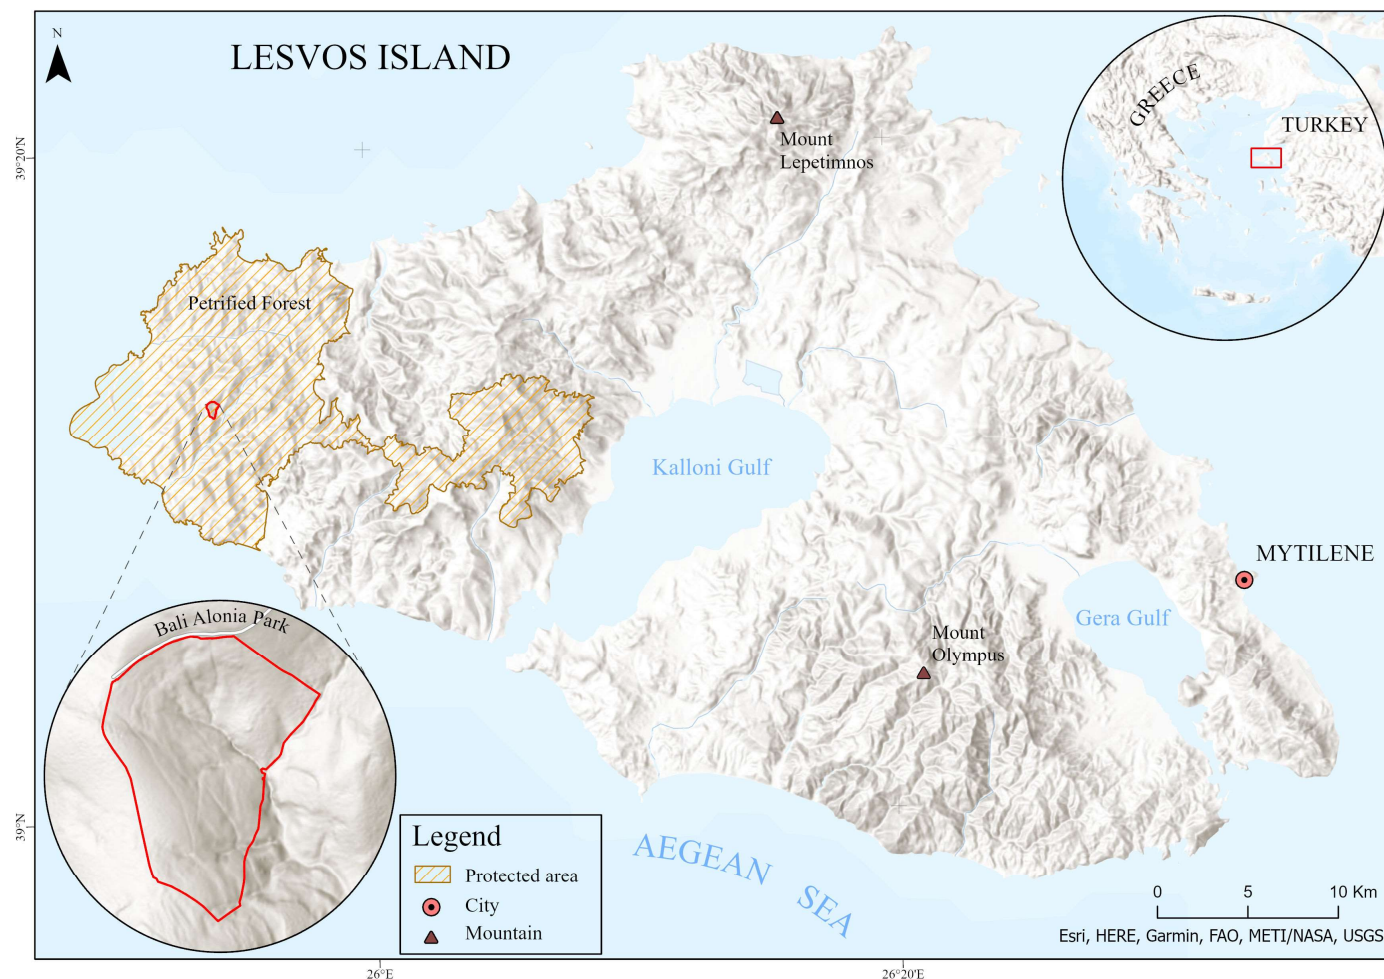 N
LESVOS ISLAND
GREECE
TURKEY
39°20'N
Mount
Lepetimnos
Petrified Forest
Kalloni Gulf
MYTILENE
Gera Gulf
Mount
Olympus
Bali Alonia Park
39°N
Legend
Protected area
City
Mountain
AEGEAN SEA
0 5 10 Km
Esri, HERE, Garmin, FAO, METI/NASA, USGS
26°E
26°20'E